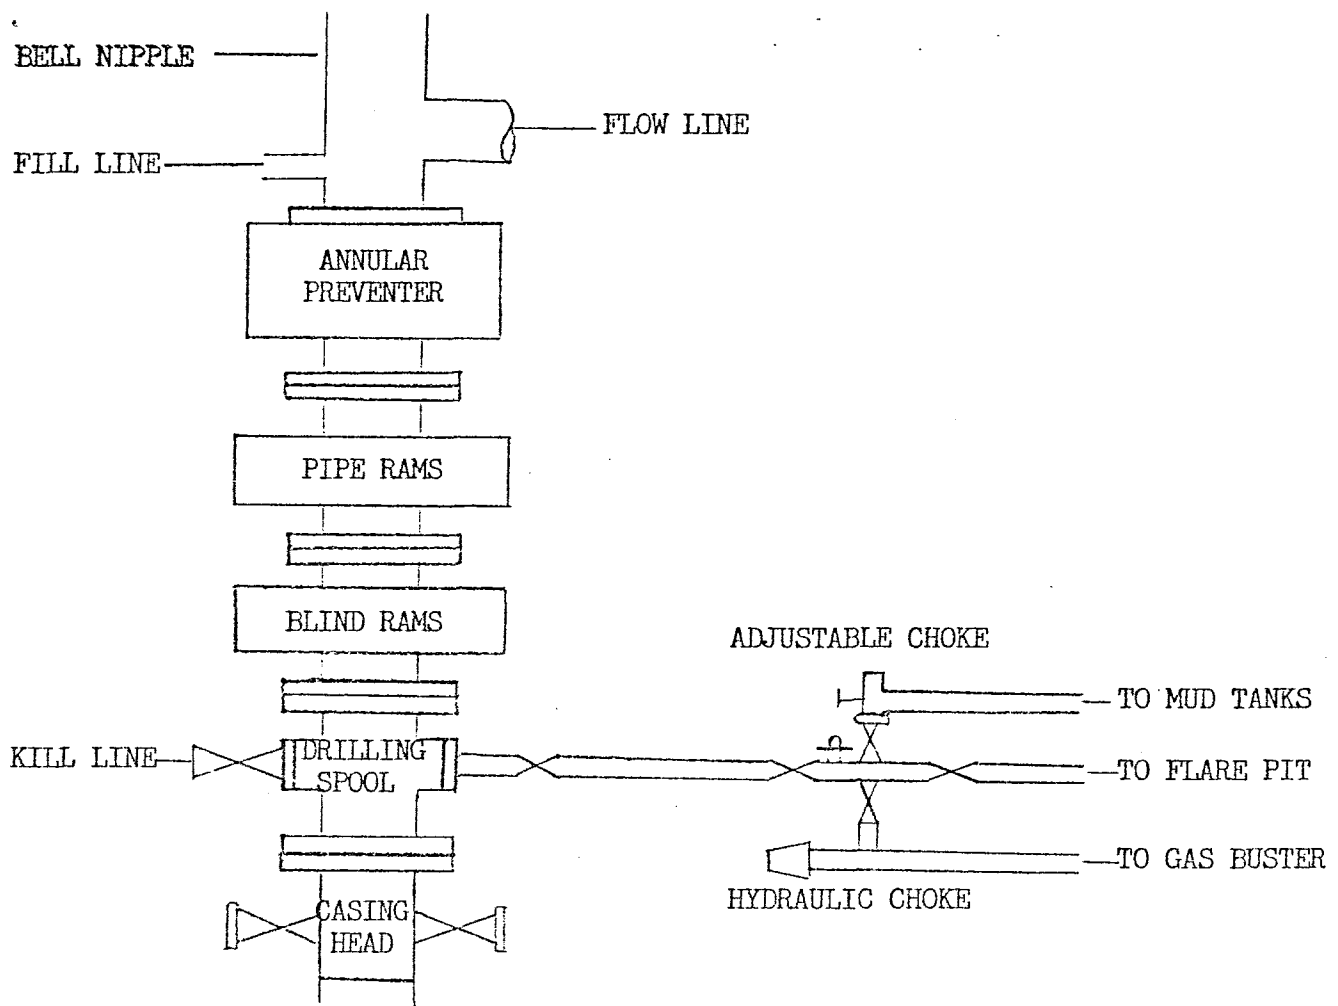 BELL NIPPLE
FLOW LINE
FILL LINE
ANNULAR
PREVENTER
PIPE RAMS
BLIND RAMS
ADJUSTABLE CHOKE
TO MUD TANKS
KILL LINE
DRILLING
SPOOL
TO FLARE PIT
TO GAS BUSTER
HYDRAULIC CHOKE
CASING
HEAD